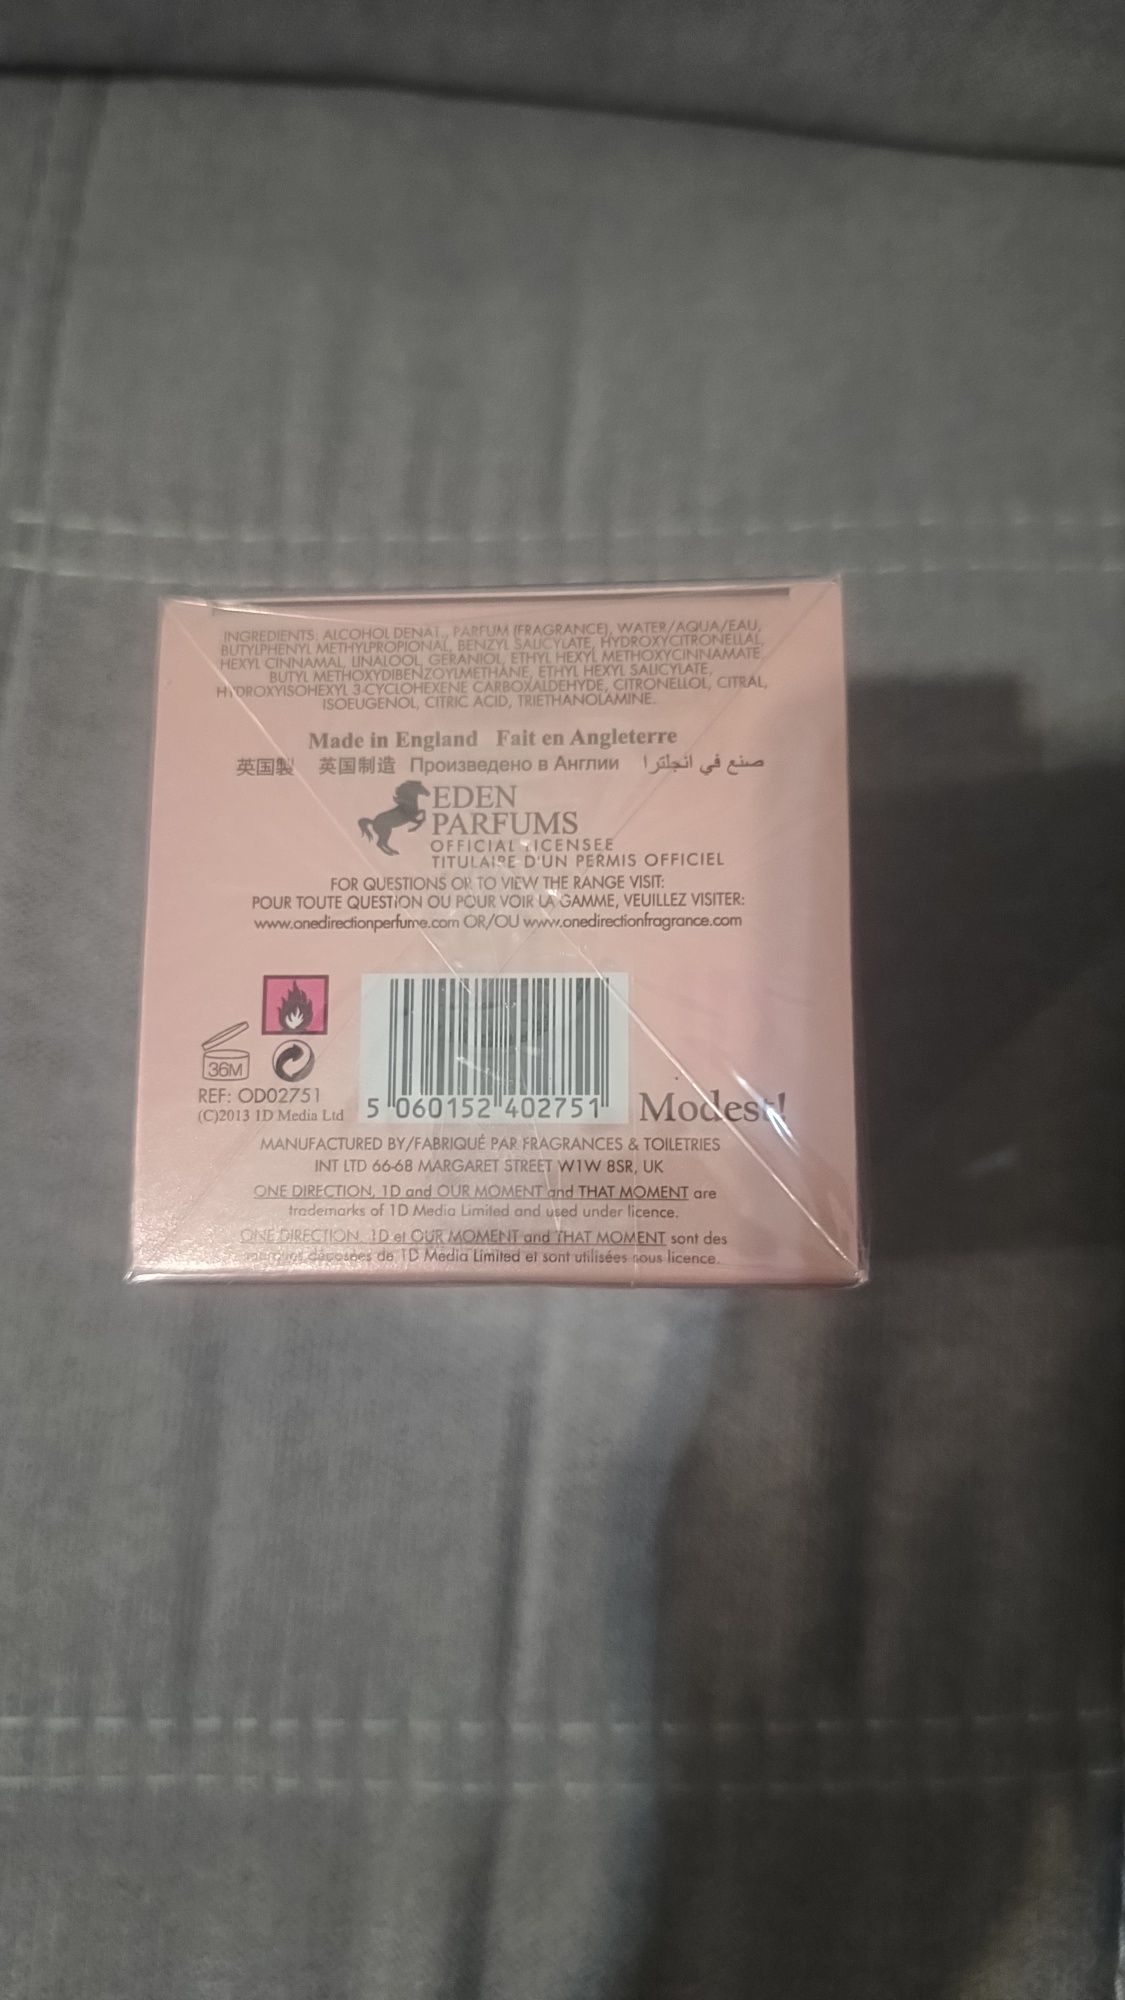 INGREDIENTS: ALCOHOL DENAT., PARFUM (FRAGRANCE), WATER/AQUA/EAU,
BUTYLPHENYL METHYLPROPIONAL, BENZYL SALICYLATE, HYDROXYCITRONELLAL,
HEXYL CINNAMAL, LINALOOL, GERANIOL, ETHYL HEXYL METHOXYCINNAMATE,
BUTYL METHOXYDIBENZOYLMETHANE, ETHYL HEXYL SALICYLATE,
HYDROXYISOHEXYL 3-CYCLOHEXENE CARBOXALDEHYDE, CITRONELLOL, CITRAL,
ISOEUGENOL, CITRIC ACID, TRIETHANOLAMINE.
Made in England Fait en Angleterre
英国製 英国制造 Произведено в Англии صنع في انجلترا
EDEN
PARFUMS
OFFICIAL LICENSEE
TITULAIRE D'UN PERMIS OFFICIEL
FOR QUESTIONS OR TO VIEW THE RANGE VISIT:
POUR TOUTE QUESTION OU POUR VOIR LA GAMME, VEUILLEZ VISITER:
www.onedirectionperfume.com OR/OU www.onedirectionfragrance.com
36M
REF: OD02751
(C)2013 1D Media Ltd
5 060152 402751
Modest!
MANUFACTURED BY/FABRIQUÉ PAR FRAGRANCES & TOILETRIES
INT LTD 66-68 MARGARET STREET W1W 8SR, UK
ONE DIRECTION, 1D and OUR MOMENT and THAT MOMENT are
trademarks of 1D Media Limited and used under licence.
ONE DIRECTION, 1D et OUR MOMENT and THAT MOMENT sont des
marques déposées de 1D Media Limited et sont utilisées sous licence.